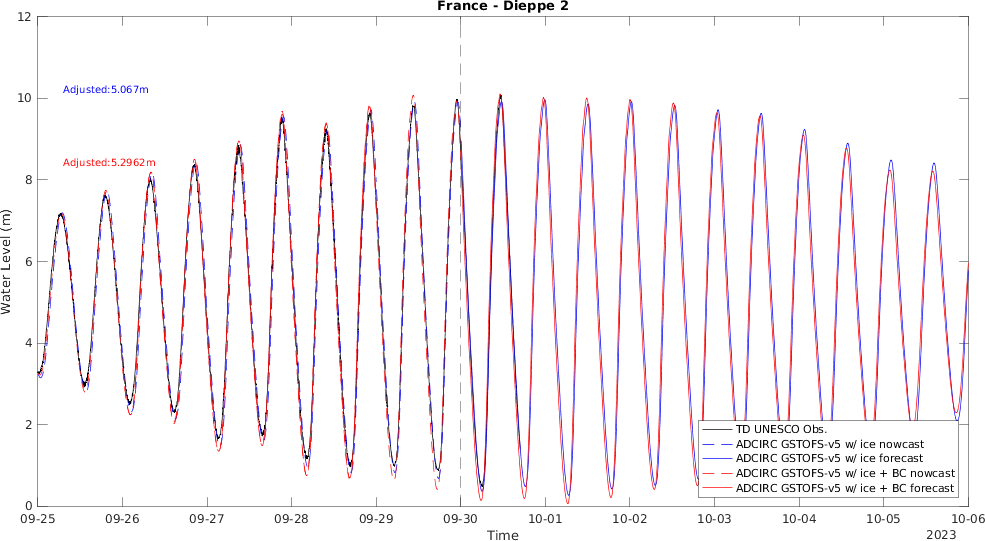 France - Dieppe 2
12
10
8
6
4
2
0
Water Level (m)
Adjusted:5.067m
Adjusted:5.2962m
TD UNESCO Obs.
ADCIRC GSTOFS-v5 w/ ice nowcast
ADCIRC GSTOFS-v5 w/ ice forecast
ADCIRC GSTOFS-v5 w/ ice + BC nowcast
ADCIRC GSTOFS-v5 w/ ice + BC forecast
09-25 09-26 09-27 09-28 09-29 09-30 10-01 10-02 10-03 10-04 10-05 10-06
Time
2023